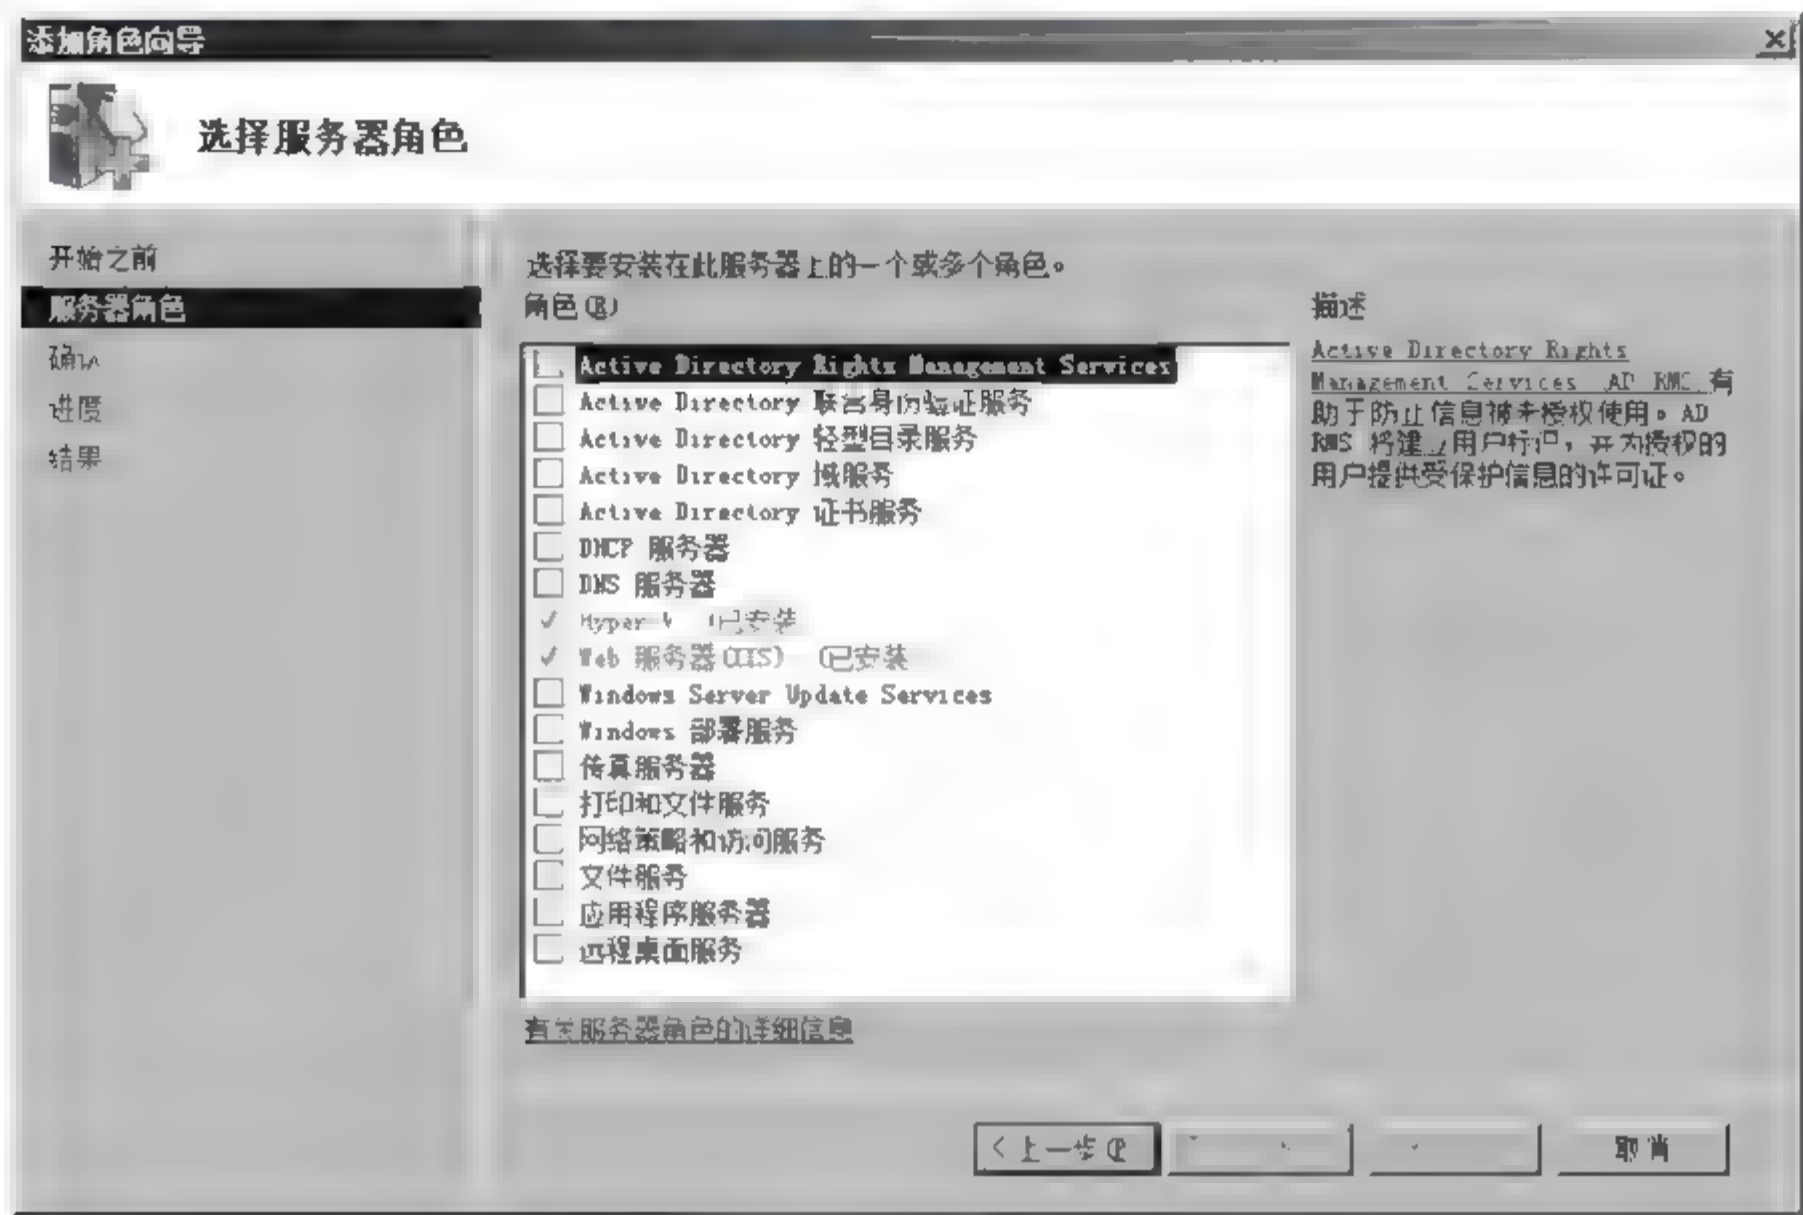 添加角色向导
选择服务器角色
开始之前
服务器角色
确认
进度
结果
选择要安装在此服务器上的一个或多个角色。
角色(R)
Active Directory Rights Management Services
Active Directory 联合身份验证服务
Active Directory 轻型目录服务
Active Directory 域服务
Active Directory 证书服务
DHCP 服务器
DNS 服务器
Hyper-V (已安装
Web 服务器(IIS) (已安装
Windows Server Update Services
Windows 部署服务
传真服务器
打印和文件服务
网络策略和访问服务
文件服务
应用程序服务器
远程桌面服务
有关服务器角色的详细信息
描述
Active Directory Rights
Management Services AD RMS 有
助于防止信息被未授权使用。AD
RMS 将建立用户标识，并为授权的
用户提供受保护信息的许可证。
< 上一步(P
取消